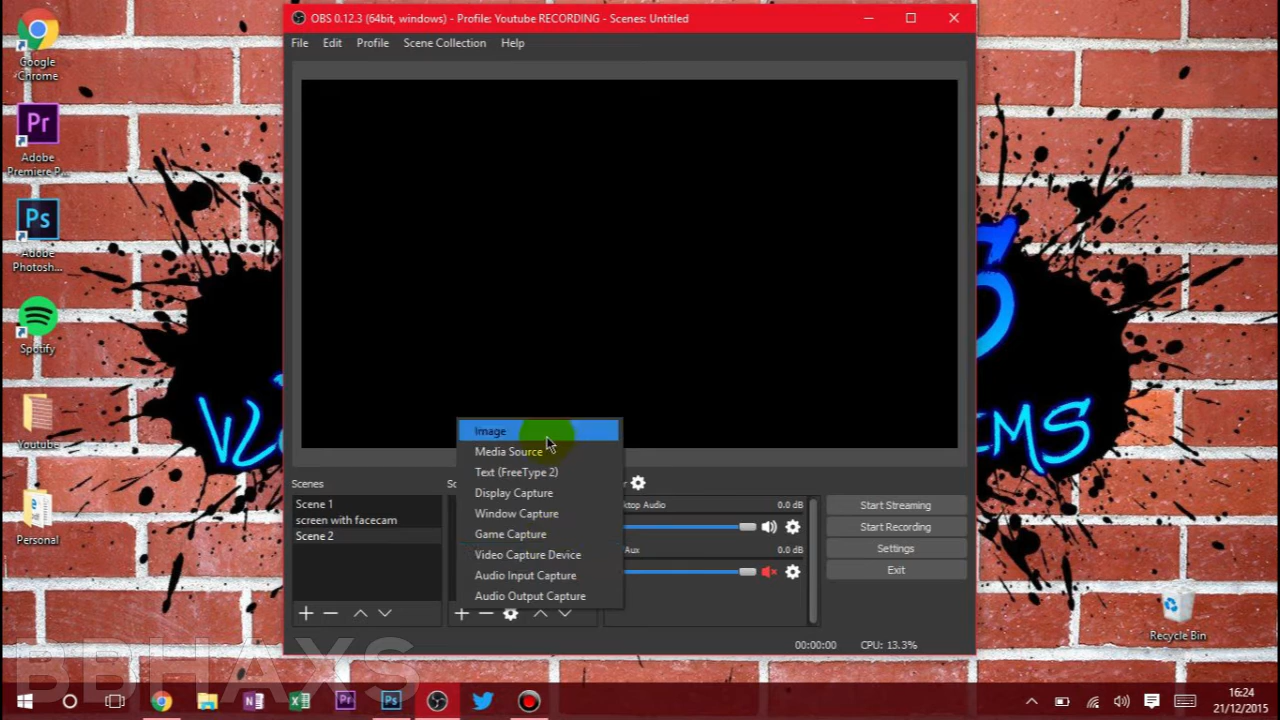 OBS 0.12.3 (64bit, windows) - Profile: Youtube RECORDING - Scenes: Untitled
File Edit Profile Scene Collection Help
Google
Chrome
Pr
Adobe
Premiere P...
Ps
Adobe
Photosh...
Spotify
Youtube
Personal
Image
Media Source
Text (FreeType 2)
Display Capture
Window Capture
Game Capture
Video Capture Device
Audio Input Capture
Audio Output Capture
Scenes
Scene 1
screen with facecam
Scene 2
0.0 dB
Aux 0.0 dB
Start Streaming
Start Recording
Settings
Exit
00:00:00 CPU: 13.3%
Recycle Bin
BBHAXS
Pr Ps
16:24
21/12/2015